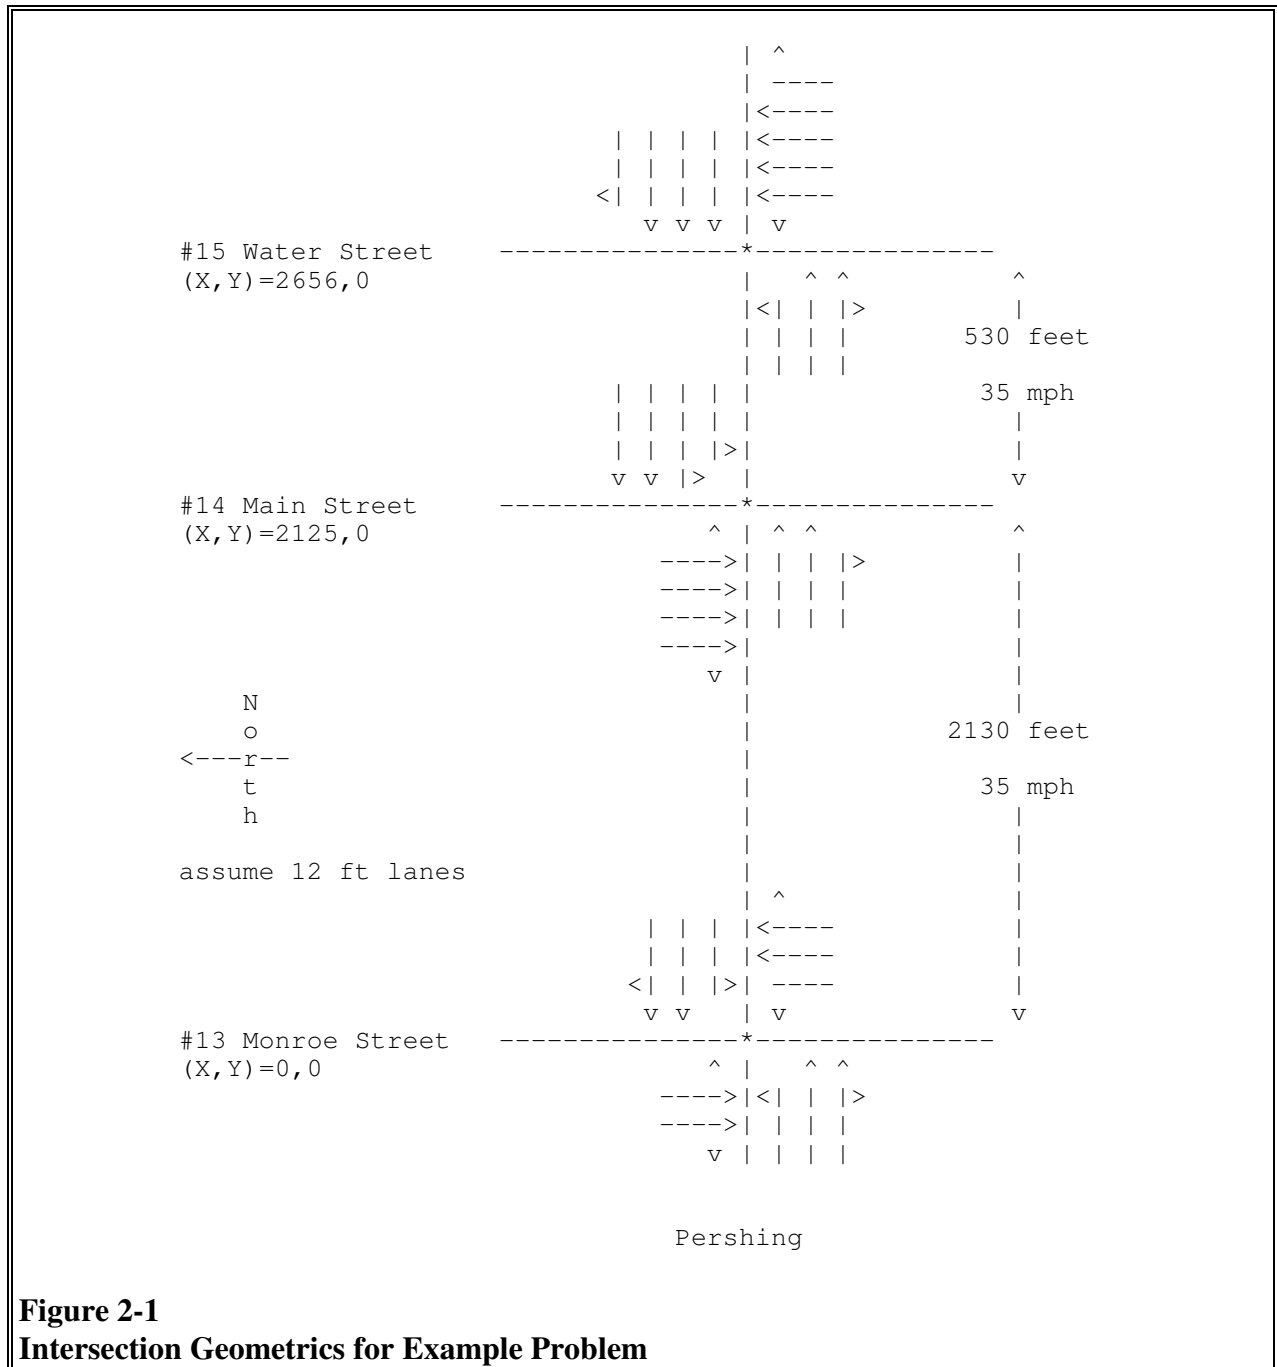 | ^
                                   | ----
                                   |<----
                           | | | | |<----
                           | | | | |<----
                          <| | | | |<----
                             v v v | v
#15 Water Street    ---------------*---------------
(X,Y)=2656,0                       |   ^ ^          ^
                                   |<| | |>         |
                                   | | | |       530 feet
                                   | | | |
                           | | | | |              35 mph
                           | | | | |                |
                           | | | |>|                |
                           v v |>  |                v
#14 Main Street     ---------------*---------------
(X,Y)=2125,0                     ^ | ^ ^            ^
                              ---->| | | |>         |
                              ---->| | | |          |
                              ---->| | | |          |
                              ---->|                |
                                 v |                |
    N                              |                |
    o                              |            2130 feet
<---r--                            |
    t                              |              35 mph
    h                              |                |
                                   |                |
assume 12 ft lanes                 |                |
                                   | ^              |
                             | | | |<----           |
                             | | | |<----           |
                            <| | |>| ----           |
                             v v   | v              v
#13 Monroe Street   ---------------*---------------
(X,Y)=0,0                        ^ |   ^ ^
                              ---->|<| | |>
                              ---->| | | |
                                 v | | | |
                               Pershing
Figure 2-1
Intersection Geometrics for Example Problem